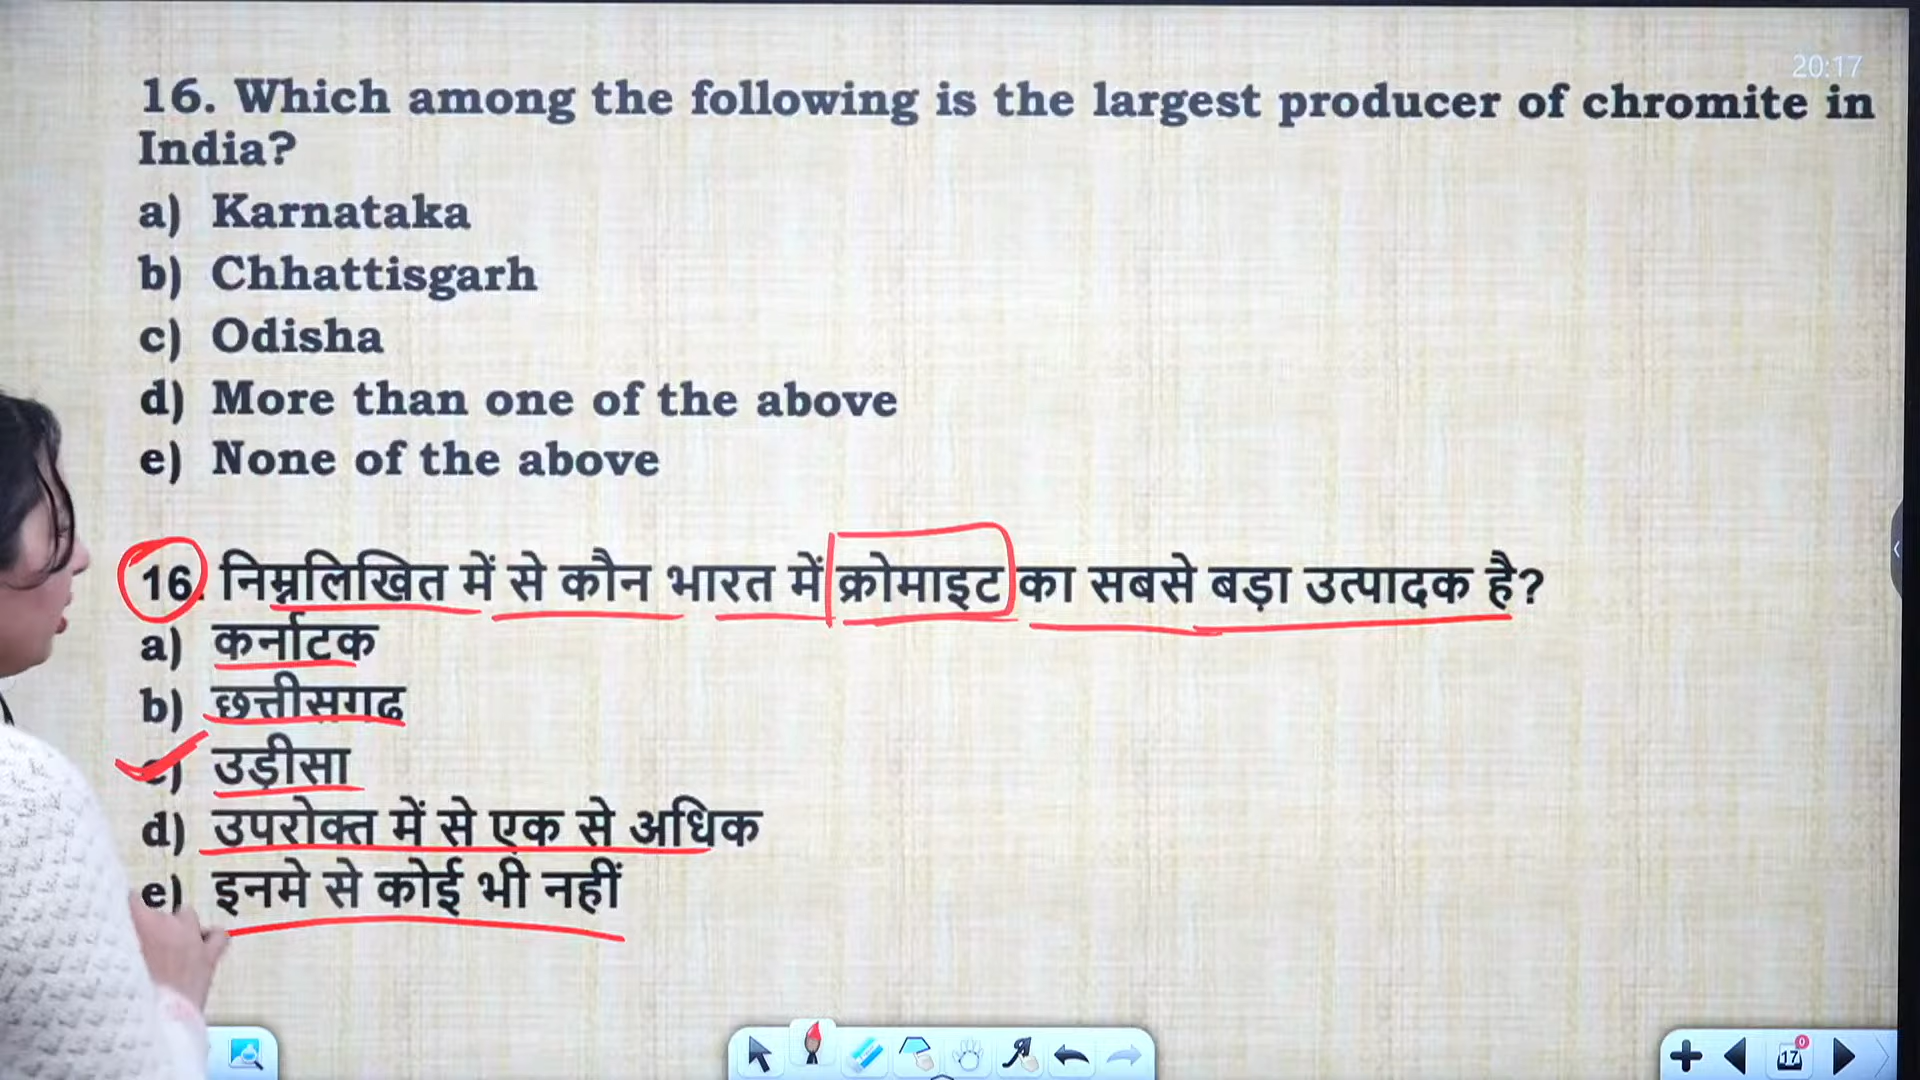 20:17
16. Which among the following is the largest producer of chromite in
India?
a) Karnataka
b) Chhattisgarh
c) Odisha
d) More than one of the above
e) None of the above
16. निम्नलिखित में से कौन भारत में क्रोमाइट का सबसे बड़ा उत्पादक है?
a) कर्नाटक
b) छत्तीसगढ
c) उड़ीसा
d) उपरोक्त में से एक से अधिक
e) इनमे से कोई भी नहीं
17
0